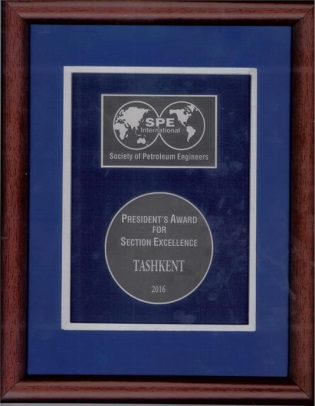 SPE
International
Society of Petroleum Engineers
PRESIDENT'S AWARD
FOR
SECTION EXCELLENCE
TASHKENT
2016